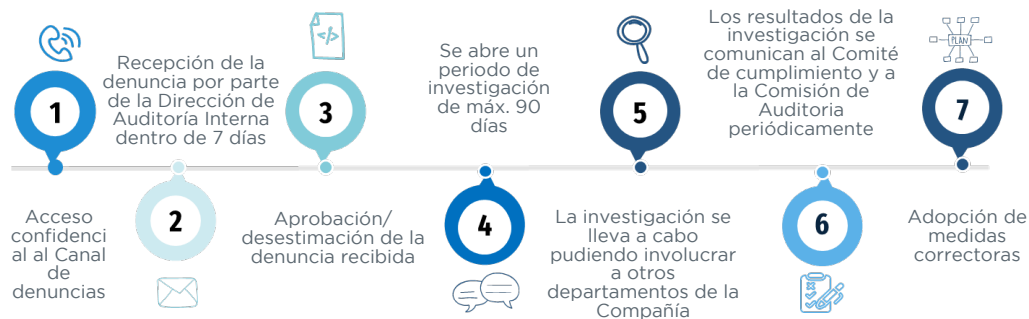 1
Acceso
confidenci
al al Canal
de
denuncias
Recepción de la
denuncia por parte
de la Dirección de
Auditoría Interna
dentro de 7 días
2
</>
3
Aprobación/
desestimación de la
denuncia recibida
Se abre un
periodo de
investigación
de máx. 90
días
4
5
La investigación se
lleva a cabo
pudiendo involucrar
a otros
departamentos de la
Compañía
Los resultados de la
investigación se
comunican al Comité
de cumplimiento y a
la Comisión de
Auditoria
periódicamente
6
PLAN
7
Adopción de
medidas
correctoras